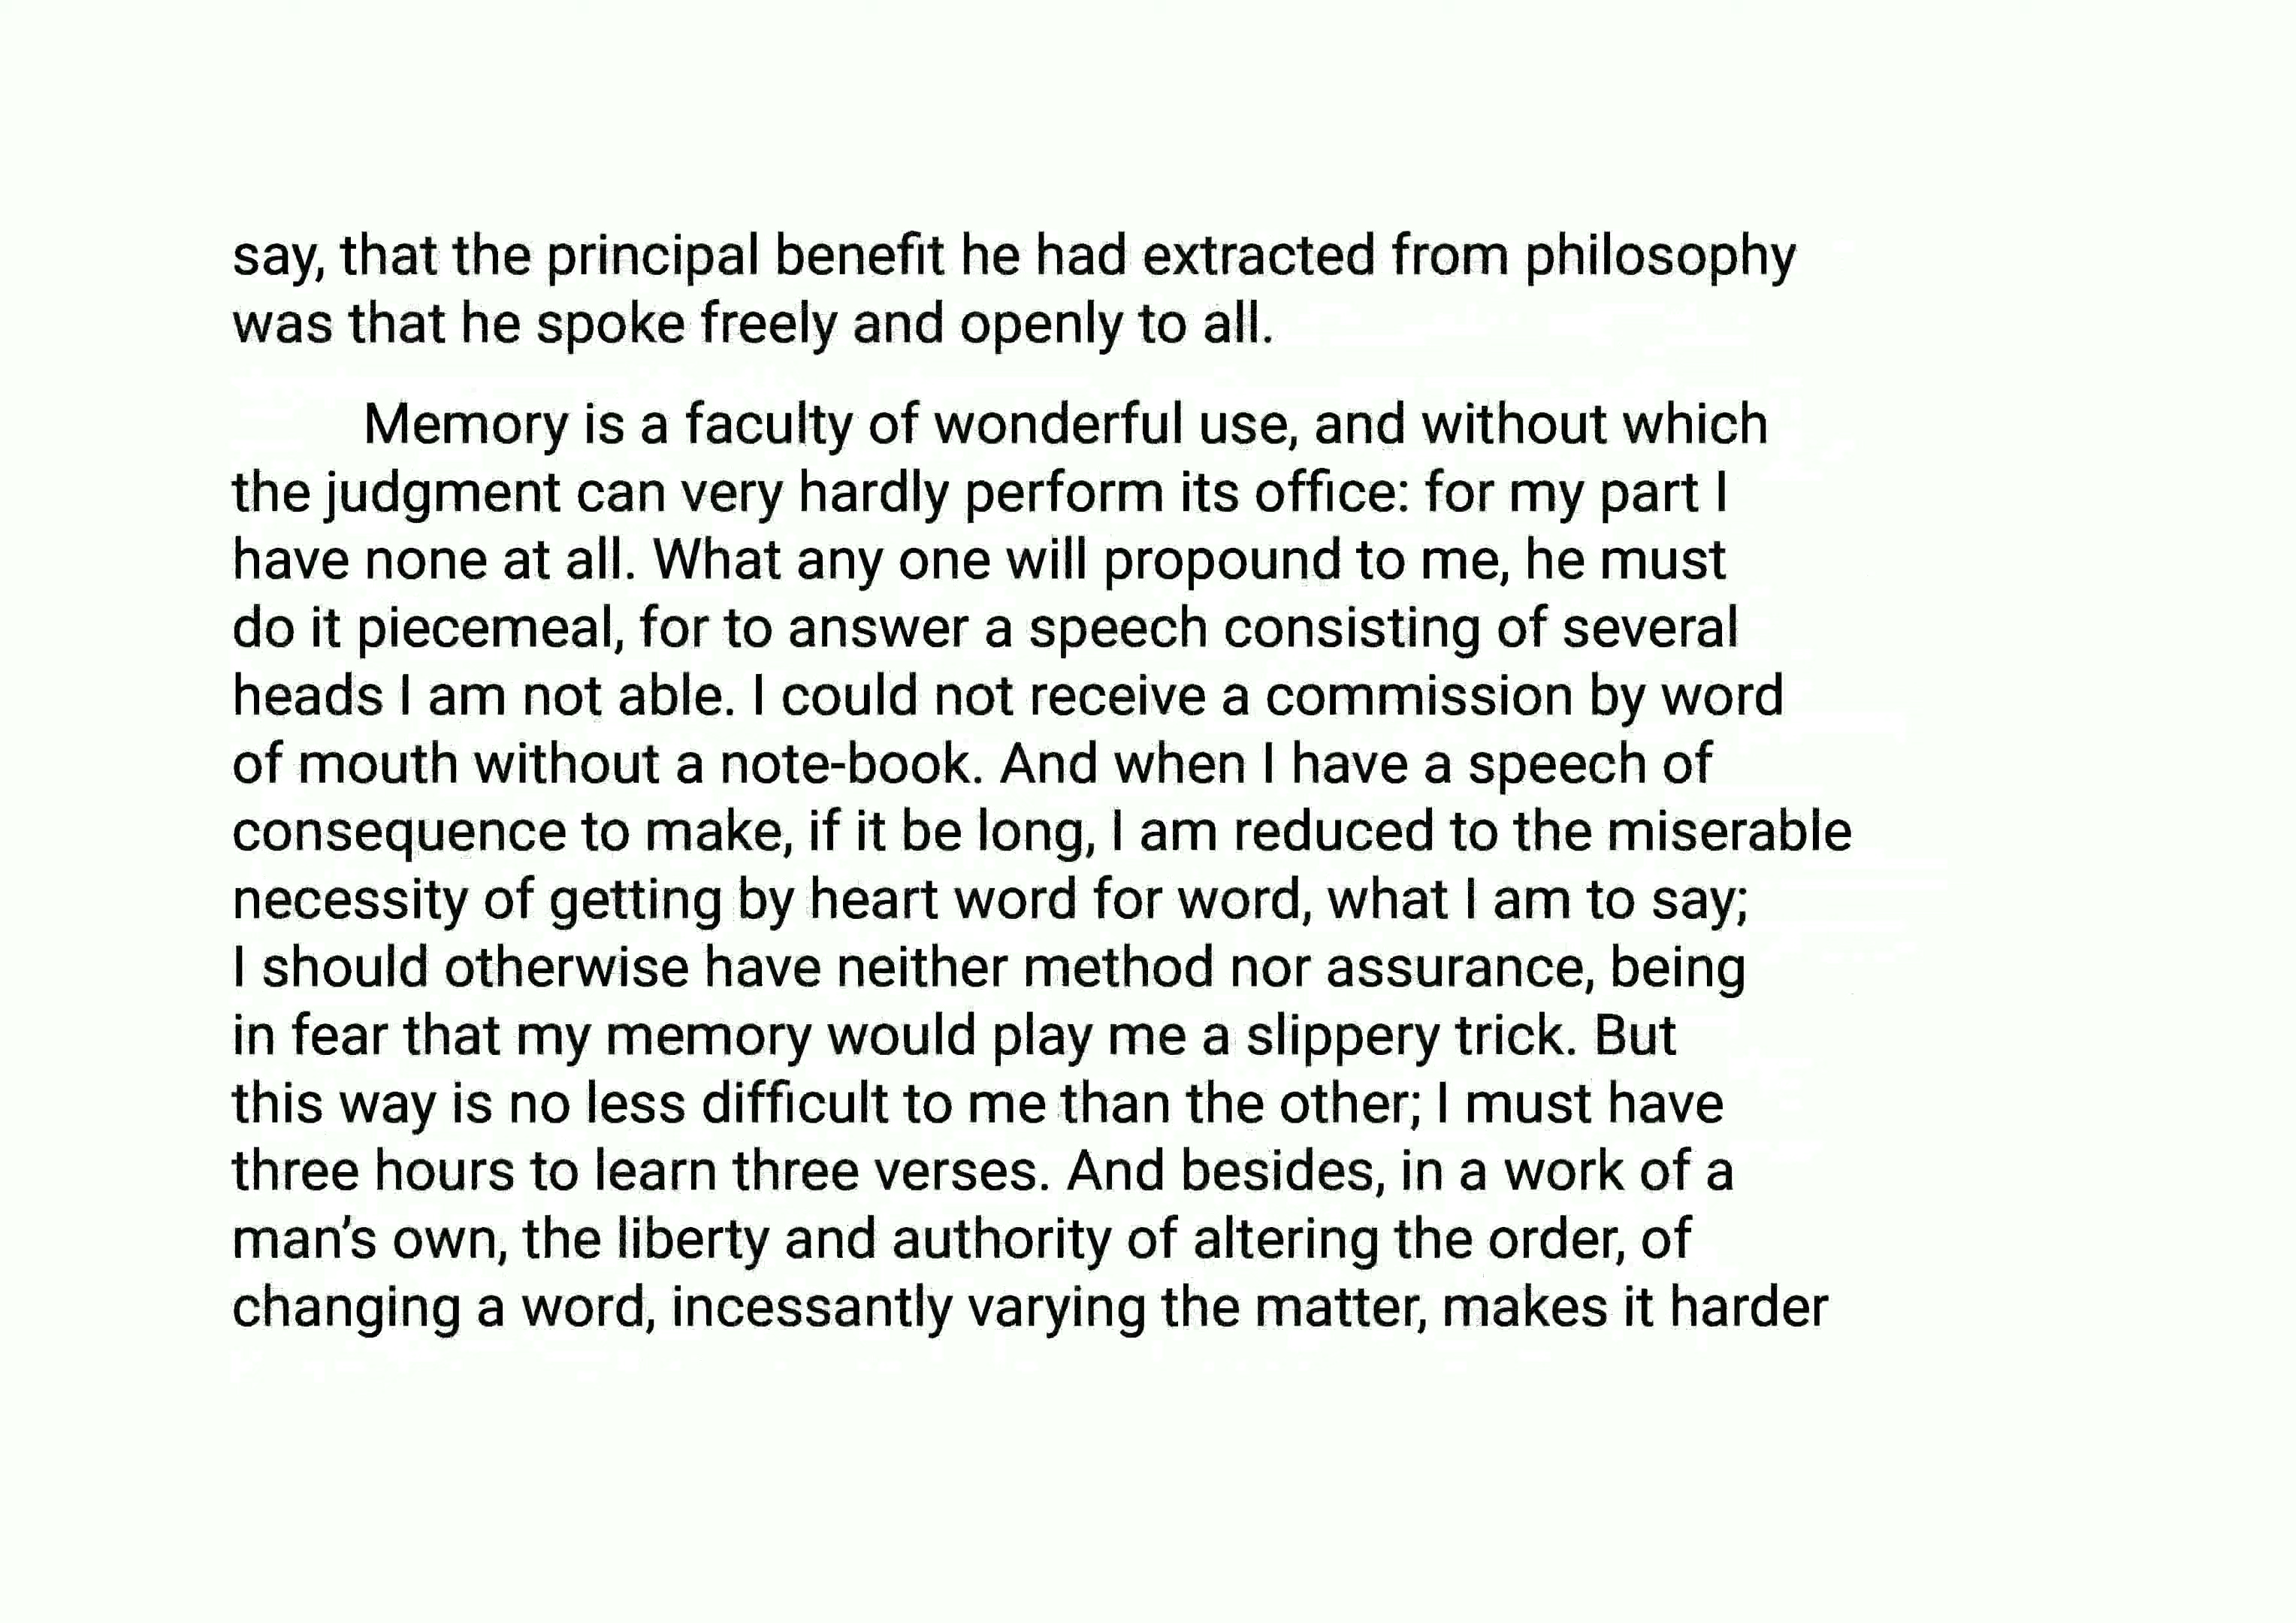 say, that the principal benefit he had extracted from philosophy
was that he spoke freely and openly to all.
Memory is a faculty of wonderful use, and without which
the judgment can very hardly perform its office: for my part I
have none at all. What any one will propound to me, he must
do it piecemeal, for to answer a speech consisting of several
heads I am not able. I could not receive a commission by word
of mouth without a note-book. And when I have a speech of
consequence to make, if it be long, I am reduced to the miserable
necessity of getting by heart word for word, what I am to say;
I should otherwise have neither method nor assurance, being
in fear that my memory would play me a slippery trick. But
this way is no less difficult to me than the other; I must have
three hours to learn three verses. And besides, in a work of a
man’s own, the liberty and authority of altering the order, of
changing a word, incessantly varying the matter, makes it harder